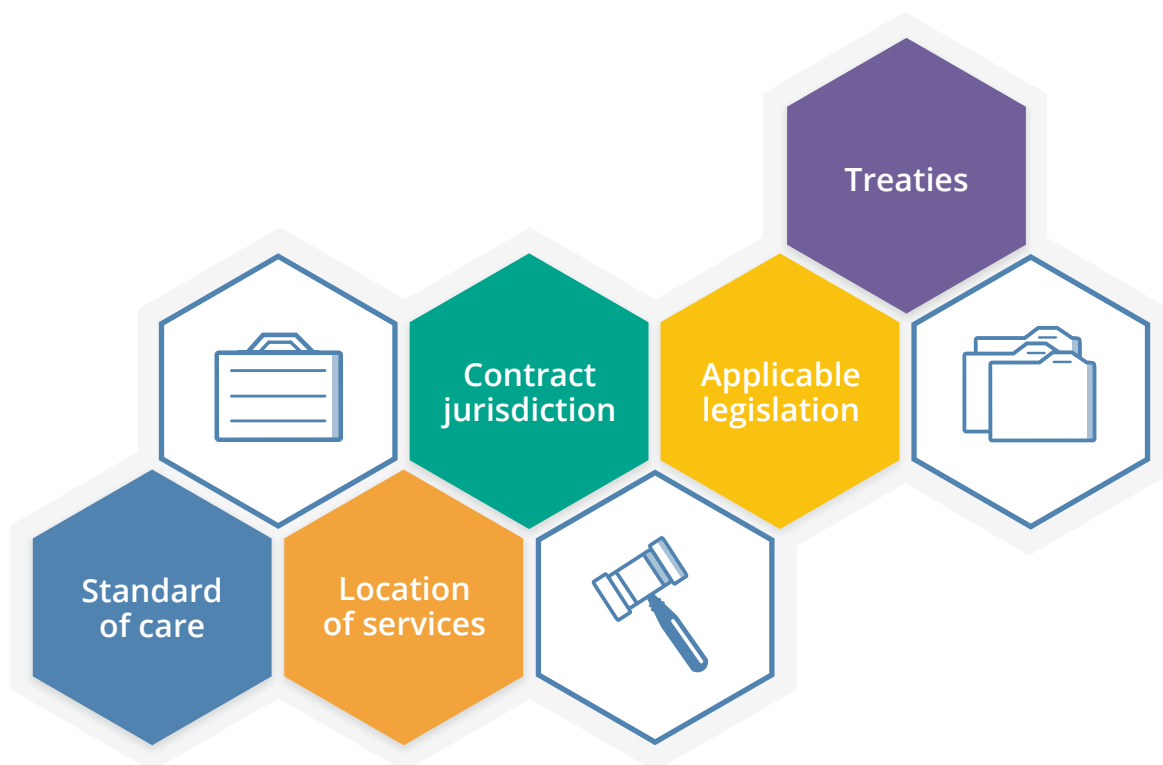 Treaties
Contract
jurisdiction
Applicable
legislation
Standard
of care
Location
of services